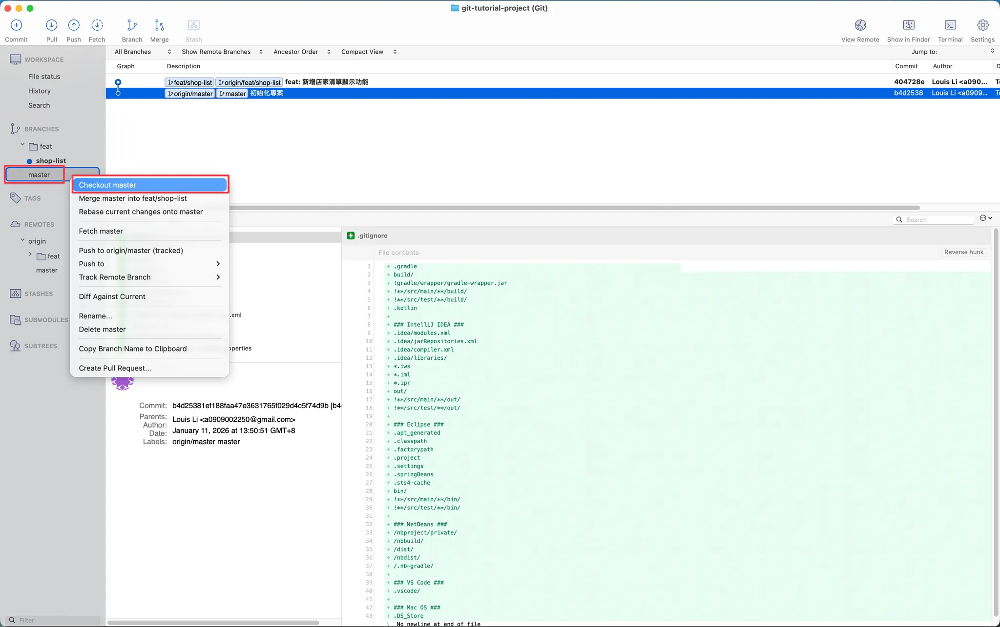 git-tutorial-project (Git)
Commit Pull Push Fetch Branch Merge Stash View Remote Show in Finder Terminal Settings
All Branches Show Remote Branches Ancestor Order Compact View Jump to:
Graph Description Commit Author
feat/shop-list origin/feat/shop-list feat: 新增店家清單顯示功能 404728e Louis Li <a090...
origin/master master 初始化專案 b4d2538 Louis Li <a0909...
WORKSPACE
File status
History
Search
BRANCHES
feat
shop-list
master
TAGS
REMOTES
origin
feat
master
STASHES
SUBMODULES
SUBTREES
Filter
Checkout master
Merge master into feat/shop-list
Rebase current changes onto master
Fetch master
Push to origin/master (tracked)
Push to
Track Remote Branch
Diff Against Current
Rename...
Delete master
Copy Branch Name to Clipboard
Create Pull Request...
.xml
operties
Commit: b4d25381ef188faa47e3631765f029d4c5f74d9b [b4
Parents:
Author: Louis Li <a0909002250@gmail.com>
Date: January 11, 2026 at 13:50:51 GMT+8
Labels: origin/master master
Search
.gitignore
File contents Reverse hunk
1 + .gradle
2 + build/
3 + !gradle/wrapper/gradle-wrapper.jar
4 + !**/src/main/**/build/
5 + !**/src/test/**/build/
6 + .kotlin
7 +
8 + ### IntelliJ IDEA ###
9 + .idea/modules.xml
10 + .idea/jarRepositories.xml
11 + .idea/compiler.xml
12 + .idea/libraries/
13 + *.iws
14 + *.iml
15 + *.ipr
16 + out/
17 + !**/src/main/**/out/
18 + !**/src/test/**/out/
19 +
20 + ### Eclipse ###
21 + .apt_generated
22 + .classpath
23 + .factorypath
24 + .project
25 + .settings
26 + .springBeans
27 + .sts4-cache
28 + bin/
29 + !**/src/main/**/bin/
30 + !**/src/test/**/bin/
31 +
32 + ### NetBeans ###
33 + /nbproject/private/
34 + /nbbuild/
35 + /dist/
36 + /nbdist/
37 + /.nb-gradle/
38 +
39 + ### VS Code ###
40 + .vscode/
41 +
42 + ### Mac OS ###
43 + .DS_Store
\ No newline at end of file